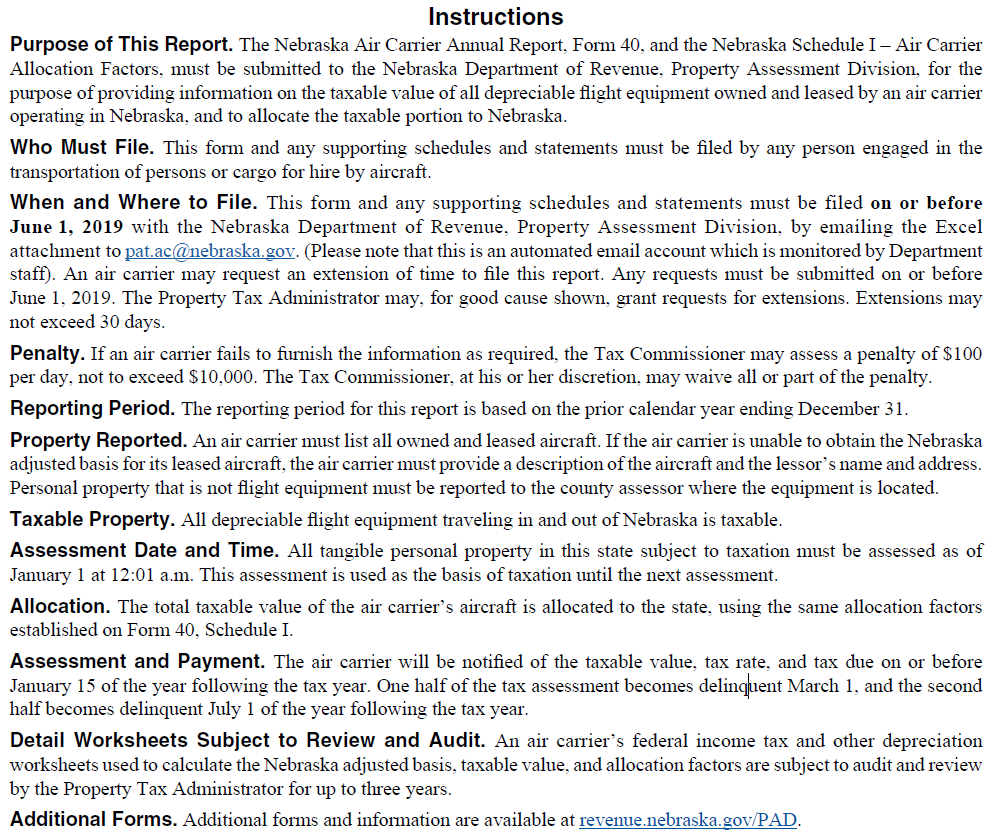 Instructions
Purpose of This Report. The Nebraska Air Carrier Annual Report, Form 40, and the Nebraska Schedule I – Air Carrier
Allocation Factors, must be submitted to the Nebraska Department of Revenue, Property Assessment Division, for the
purpose of providing information on the taxable value of all depreciable flight equipment owned and leased by an air carrier
operating in Nebraska, and to allocate the taxable portion to Nebraska.
Who Must File. This form and any supporting schedules and statements must be filed by any person engaged in the
transportation of persons or cargo for hire by aircraft.
When and Where to File. This form and any supporting schedules and statements must be filed on or before
June 1, 2019 with the Nebraska Department of Revenue, Property Assessment Division, by emailing the Excel
attachment to pat.ac@nebraska.gov. (Please note that this is an automated email account which is monitored by Department
staff). An air carrier may request an extension of time to file this report. Any requests must be submitted on or before
June 1, 2019. The Property Tax Administrator may, for good cause shown, grant requests for extensions. Extensions may
not exceed 30 days.
Penalty. If an air carrier fails to furnish the information as required, the Tax Commissioner may assess a penalty of $100
per day, not to exceed $10,000. The Tax Commissioner, at his or her discretion, may waive all or part of the penalty.
Reporting Period. The reporting period for this report is based on the prior calendar year ending December 31.
Property Reported. An air carrier must list all owned and leased aircraft. If the air carrier is unable to obtain the Nebraska
adjusted basis for its leased aircraft, the air carrier must provide a description of the aircraft and the lessor’s name and address.
Personal property that is not flight equipment must be reported to the county assessor where the equipment is located.
Taxable Property. All depreciable flight equipment traveling in and out of Nebraska is taxable.
Assessment Date and Time. All tangible personal property in this state subject to taxation must be assessed as of
January 1 at 12:01 a.m. This assessment is used as the basis of taxation until the next assessment.
Allocation. The total taxable value of the air carrier’s aircraft is allocated to the state, using the same allocation factors
established on Form 40, Schedule I.
Assessment and Payment. The air carrier will be notified of the taxable value, tax rate, and tax due on or before
January 15 of the year following the tax year. One half of the tax assessment becomes delinquent March 1, and the second
half becomes delinquent July 1 of the year following the tax year.
Detail Worksheets Subject to Review and Audit. An air carrier’s federal income tax and other depreciation
worksheets used to calculate the Nebraska adjusted basis, taxable value, and allocation factors are subject to audit and review
by the Property Tax Administrator for up to three years.
Additional Forms. Additional forms and information are available at revenue.nebraska.gov/PAD.